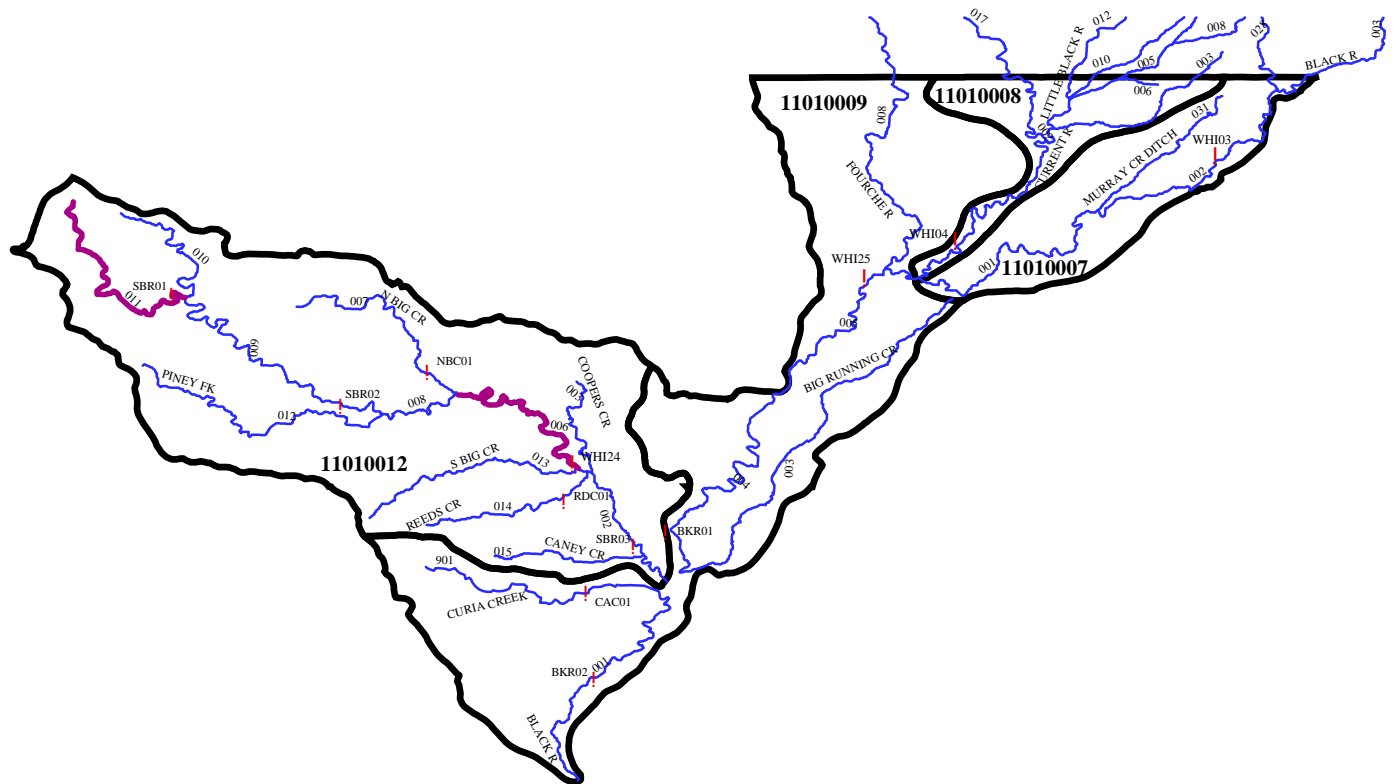 017
012
008
028
003
LITTLE BLACK R
010
005
003
BLACK R
006
11010009
11010008
008
031
WHI03
CURRENT R
MURRAY CR DITCH
002
FOURCHE R
WHI04
WHI25
001
11010007
010
SBR01
011
007
N BIG CR
005
009
NBC01
COOPERS CR
BIG RUNNING CR
PINEY FK
003
SBR02
008
012
006
11010012
S BIG CR
013
WHI24
003
004
RDC01
REEDS CR
014
002
BKR01
SBR03
CANEY CR
015
901
CURIA CREEK
CAC01
BKR02
001
BLACK R